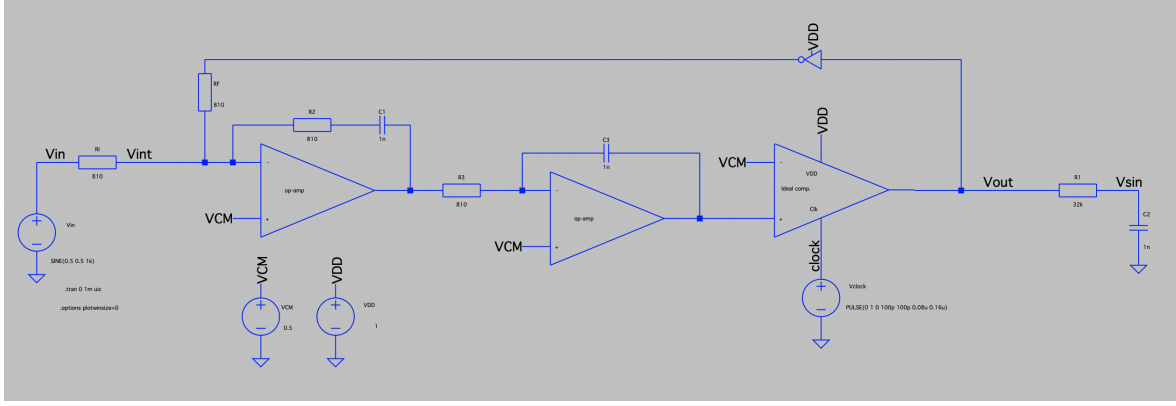 VDD
RF
810
R2
810
C1
1n
C3
1n
VDD
Vin
RI
810
Vint
-
op-amp
+
VCM
R3
810
-
op-amp
+
VCM
VCM
-
VDD
Ideal comp.
Clk
+
Vout
R1
32k
Vsin
C2
1n
+
Vin
-
SINE(0.5 0.5 1k)
.tran 0 1m uic
.options plotwinsize=0
VCM
+
VCM
-
0.5
VDD
+
VDD
-
1
clock
+
Vclock
-
PULSE(0 1 0 100p 100p 0.08u 0.16u)